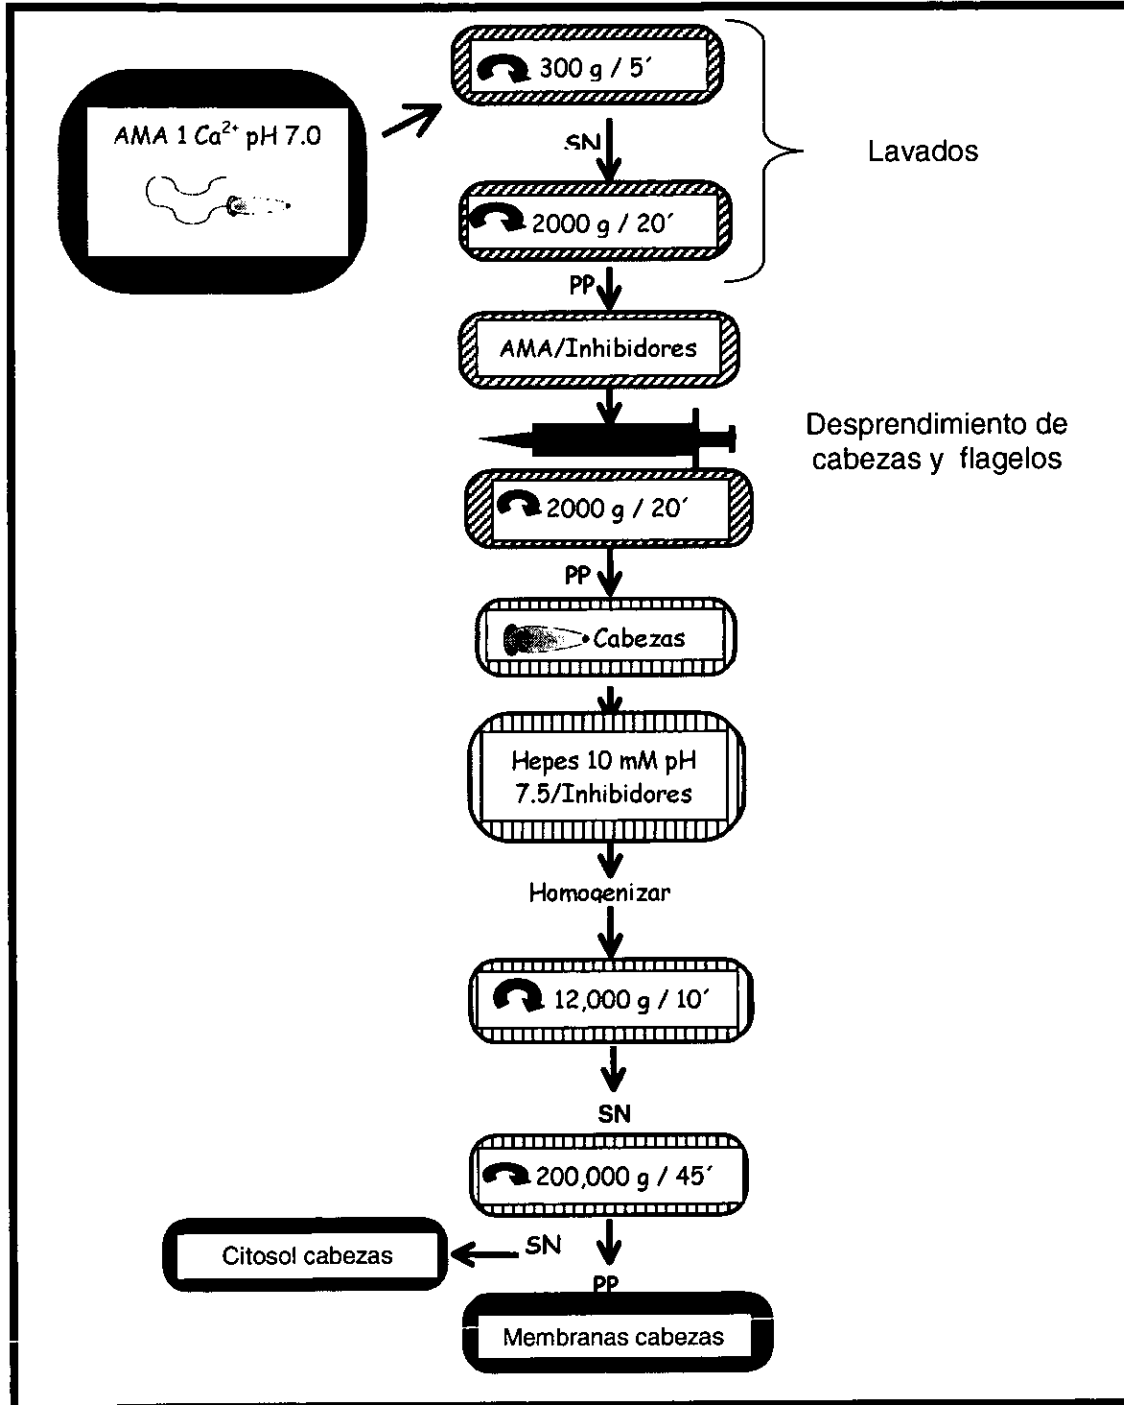 300 g / 5´
AMA 1 Ca²⁺ pH 7.0
SN
Lavados
2000 g / 20´
PP
AMA/Inhibidores
Desprendimiento de
cabezas y flagelos
2000 g / 20´
PP
Cabezas
Hepes 10 mM pH
7.5/Inhibidores
Homogenizar
12,000 g / 10´
SN
200,000 g / 45´
SN
Citosol cabezas
PP
Membranas cabezas